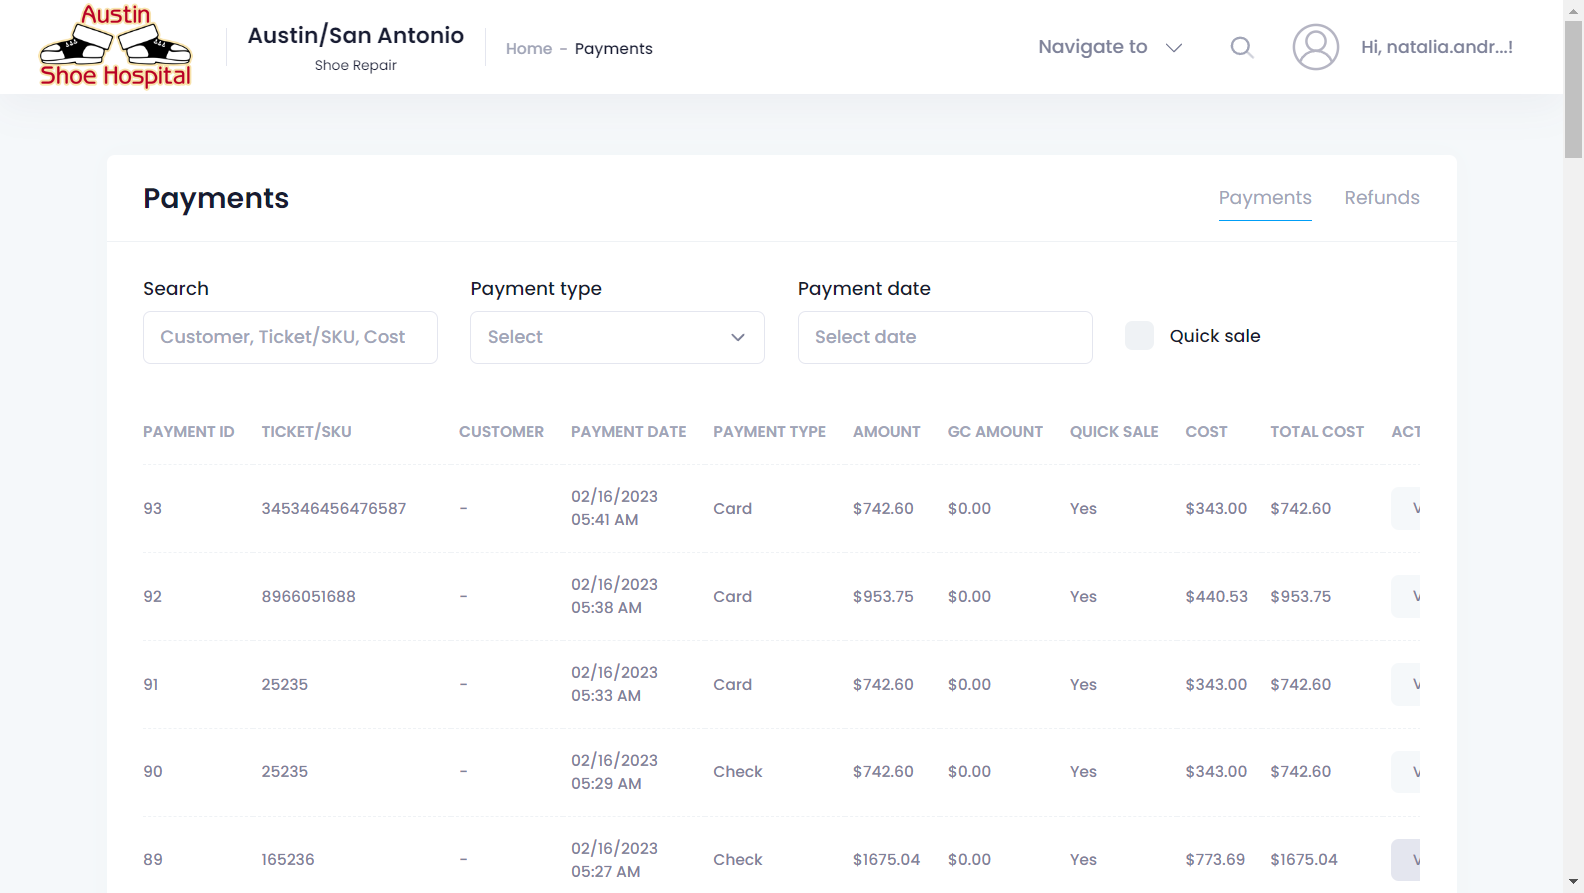 Austin
Shoe Hospital
Austin/San Antonio
Shoe Repair
Home – Payments
Navigate to
Hi, natalia.andr...!
Payments
Payments Refunds
Search Payment type Payment date
Customer, Ticket/SKU, Cost Select Select date Quick sale
PAYMENT ID TICKET/SKU CUSTOMER PAYMENT DATE PAYMENT TYPE AMOUNT GC AMOUNT QUICK SALE COST TOTAL COST ACT
93 345346456476587 - 02/16/2023 05:41 AM Card $742.60 $0.00 Yes $343.00 $742.60 V
92 8966051688 - 02/16/2023 05:38 AM Card $953.75 $0.00 Yes $440.53 $953.75 V
91 25235 - 02/16/2023 05:33 AM Card $742.60 $0.00 Yes $343.00 $742.60 V
90 25235 - 02/16/2023 05:29 AM Check $742.60 $0.00 Yes $343.00 $742.60 V
89 165236 - 02/16/2023 05:27 AM Check $1675.04 $0.00 Yes $773.69 $1675.04 V